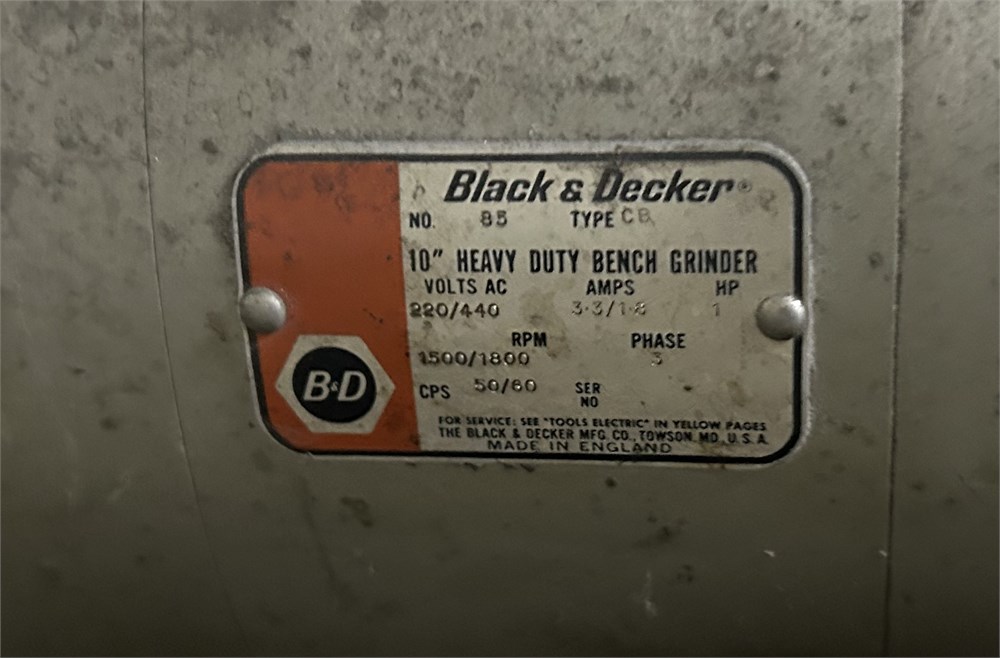 Black & Decker®
NO. 85 TYPE CB
10" HEAVY DUTY BENCH GRINDER
VOLTS AC AMPS HP
220/440 3·3/1·8 1
RPM PHASE
1500/1800 3
CPS 50/60 SER NO
B&D
FOR SERVICE: SEE "TOOLS ELECTRIC" IN YELLOW PAGES
THE BLACK & DECKER MFG. CO., TOWSON, MD., U.S.A.
MADE IN ENGLAND